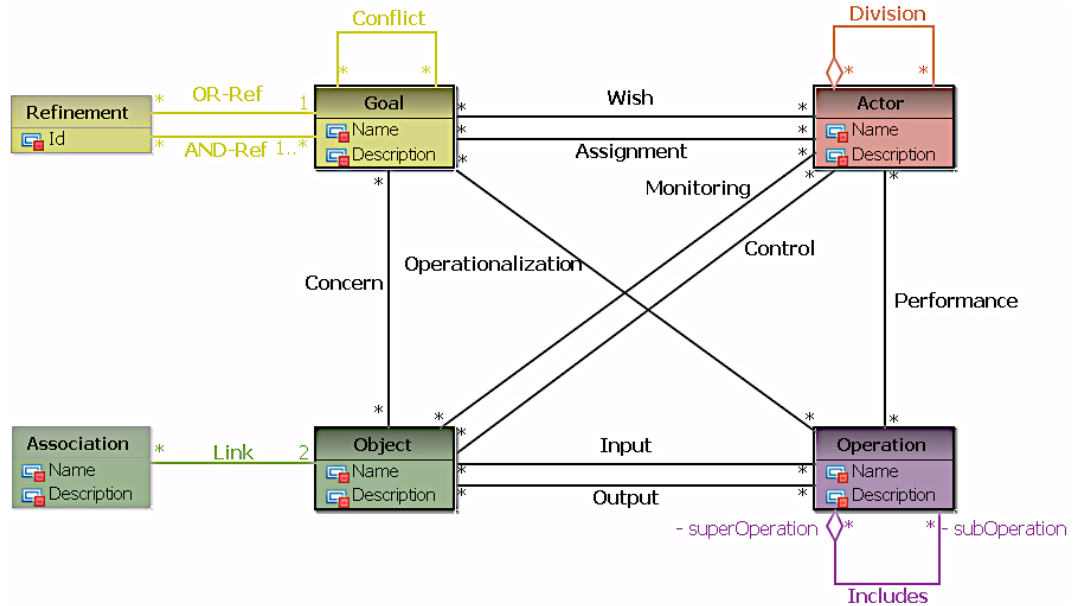 Conflict
Division
* *
* *
Refinement
Id
* OR-Ref 1
* AND-Ref 1..*
Goal
Name
Description
* Wish *
* Assignment *
Actor
Name
Description
* * * *
Monitoring
Control
Operationalization
Concern
Performance
* * * * *
Association
Name
Description
* Link 2
Object
Name
Description
* Input *
* Output *
Operation
Name
Description
- superOperation * * - subOperation
Includes